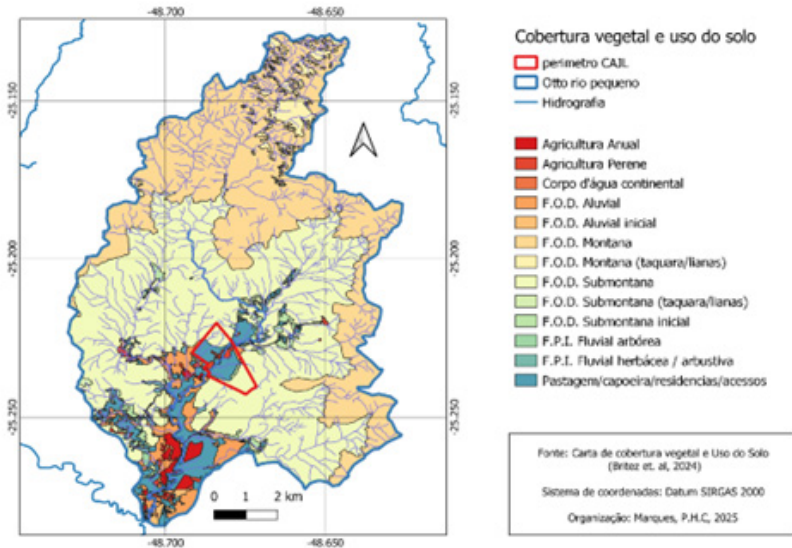 -48.700
-48.650
Cobertura vegetal e uso do solo
perimetro CAJL
Otto rio pequeno
Hidrografia
-25.150
-25.150
Agricultura Anual
Agricultura Perene
Corpo d'água continental
F.O.D. Aluvial
F.O.D. Aluvial inicial
F.O.D. Montana
-25.200
-25.200
F.O.D. Montana (taquara/lianas)
F.O.D. Submontana
F.O.D. Submontana (taquara/lianas)
F.O.D. Submontana inicial
F.P.I. Fluvial arbórea
F.P.I. Fluvial herbácea / arbustiva
Pastagem/capoeira/residencias/acessos
-25.250
-25.250
Fonte: Carta de cobertura vegetal e Uso do Solo
(Britez et. al, 2024)
Sistema de coordenadas: Datum SIRGAS 2000
Organização: Marques, P.H.C, 2025
0 1 2 km
-48.700
-48.650